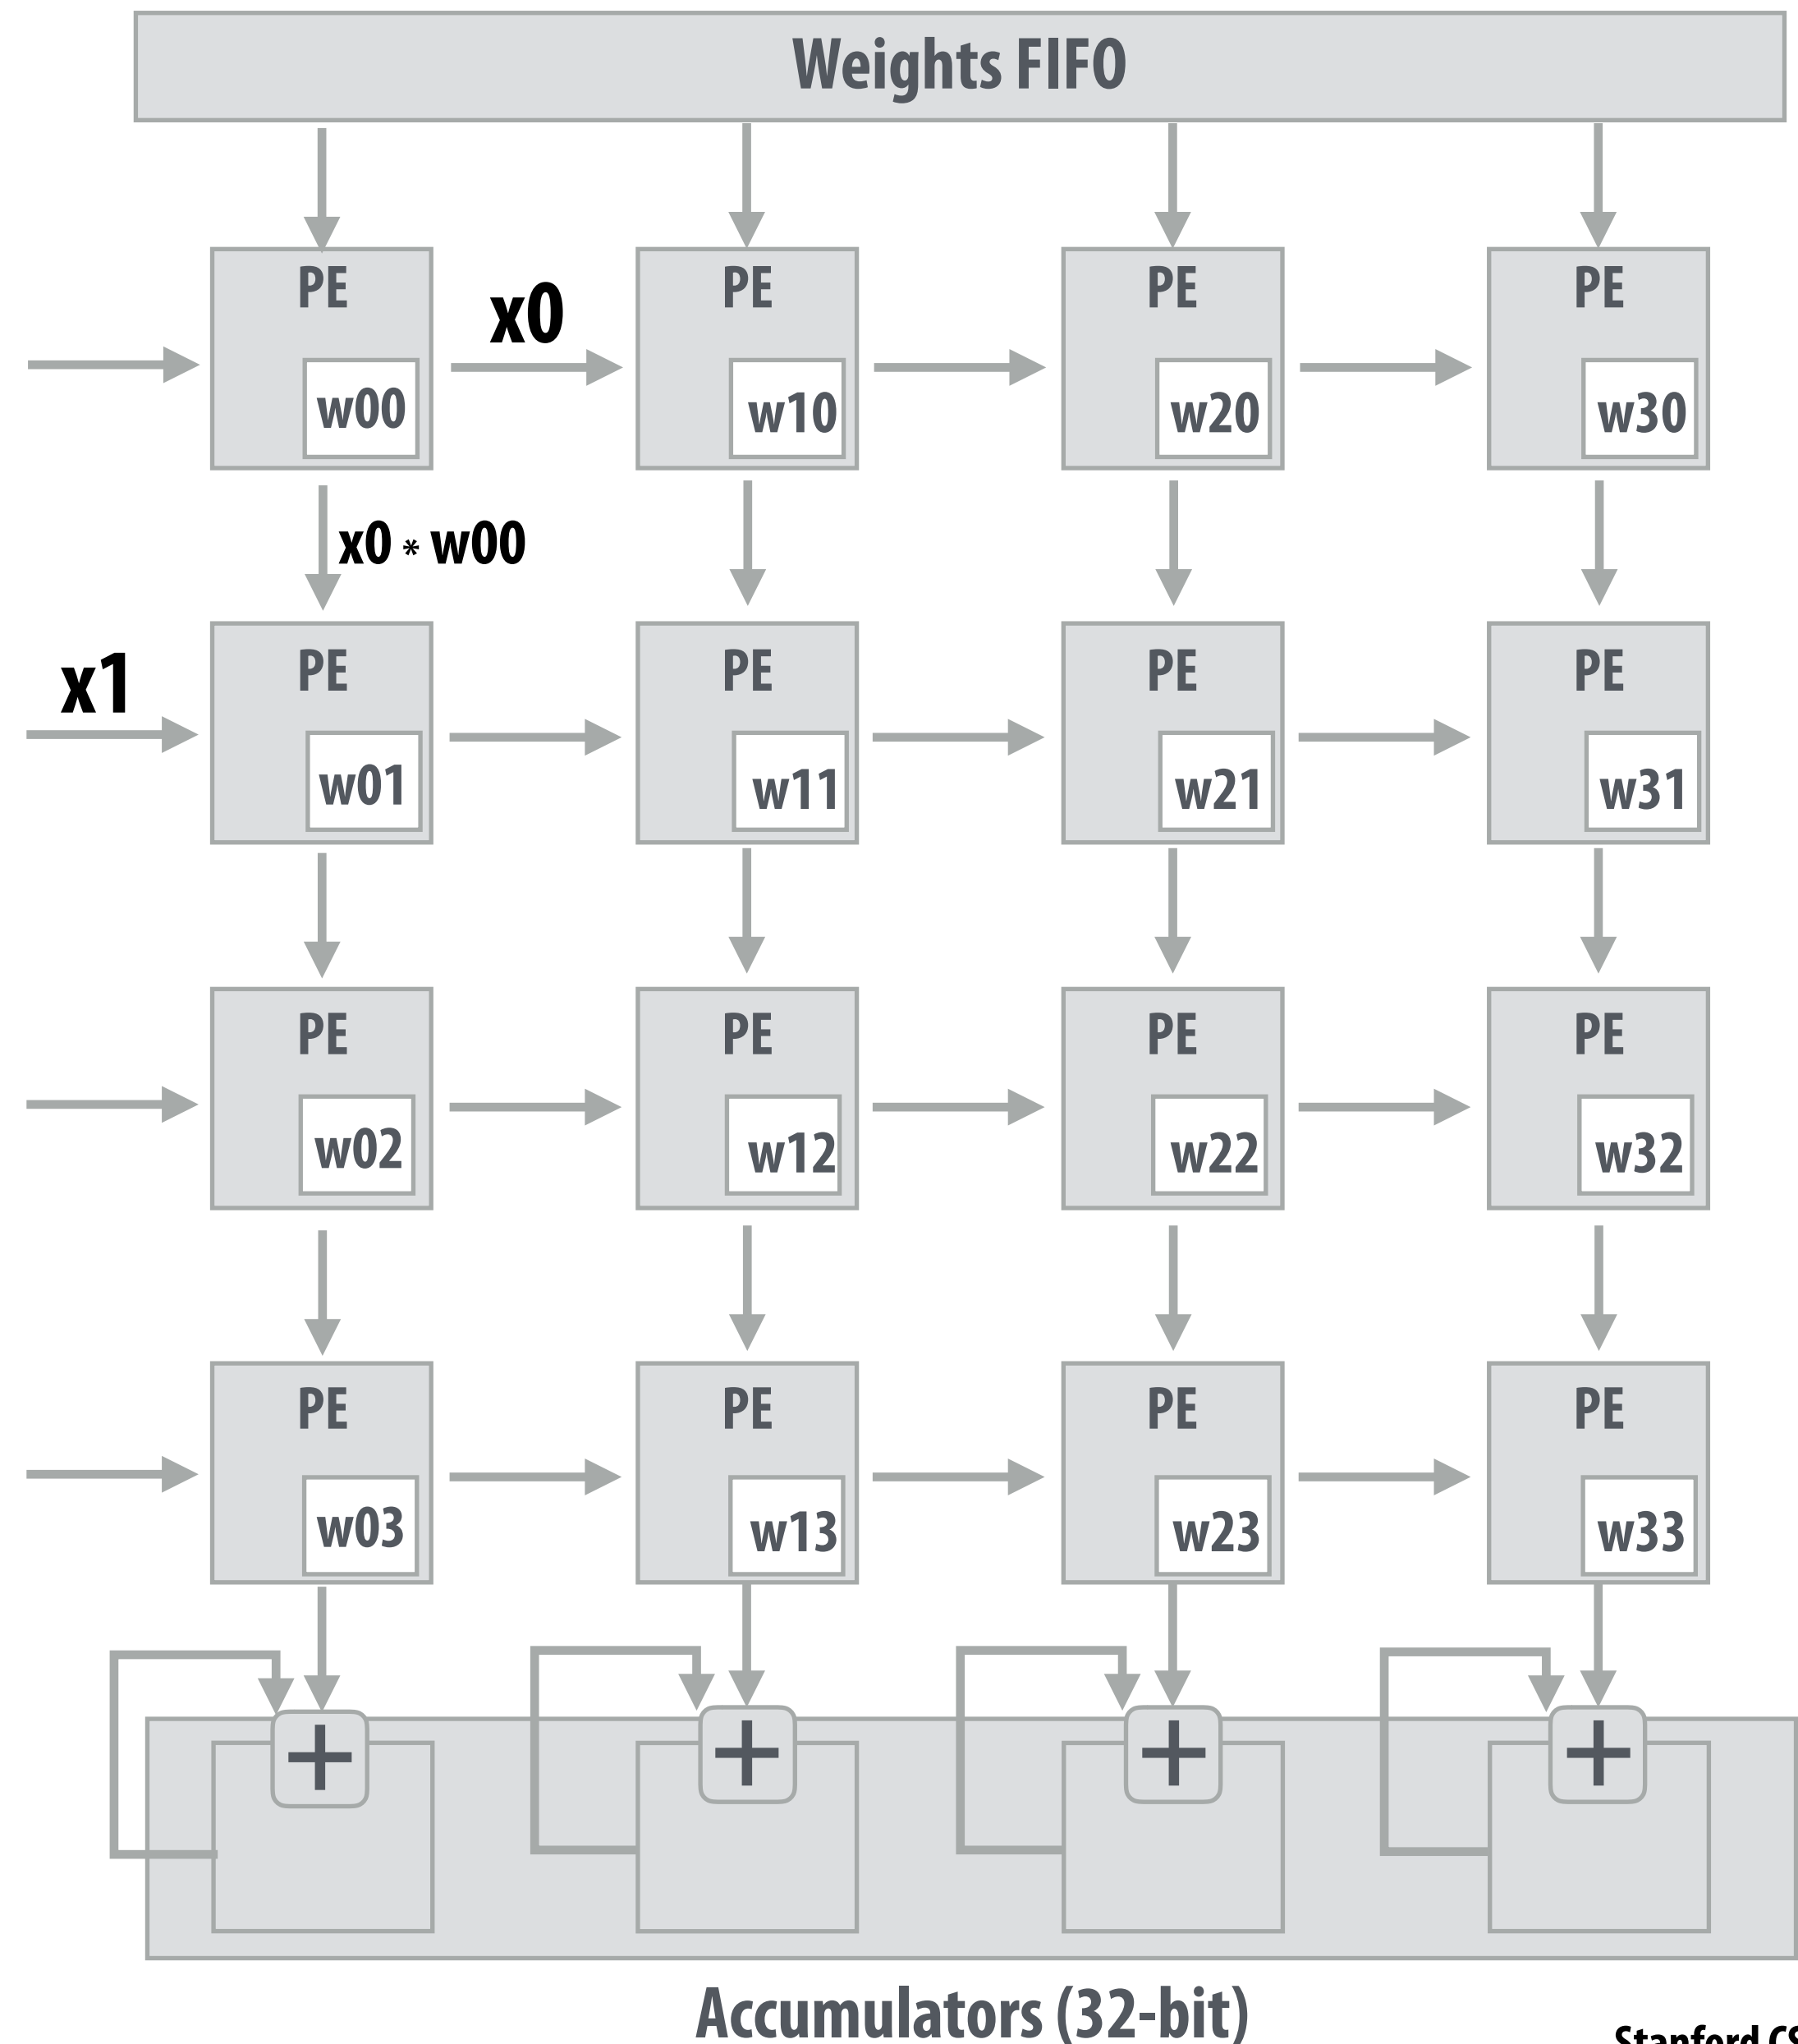 Weights FIFO
PE PE PE PE
x0
w00 w10 w20 w30
x0 * w00
x1
PE PE PE PE
w01 w11 w21 w31
PE PE PE PE
w02 w12 w22 w32
PE PE PE PE
w03 w13 w23 w33
+ + + +
Accumulators (32-bit)
Stanford CS